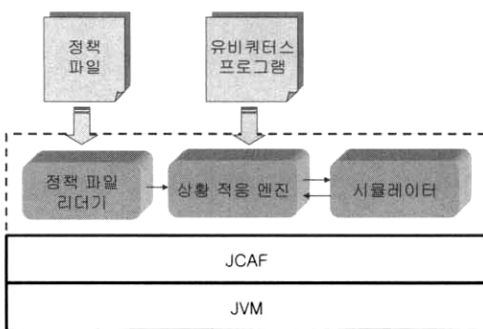 정책
파일
유비쿼터스
프로그램
정책 파일
리더기
상황 적응 엔진
시뮬레이터
JCAF
JVM